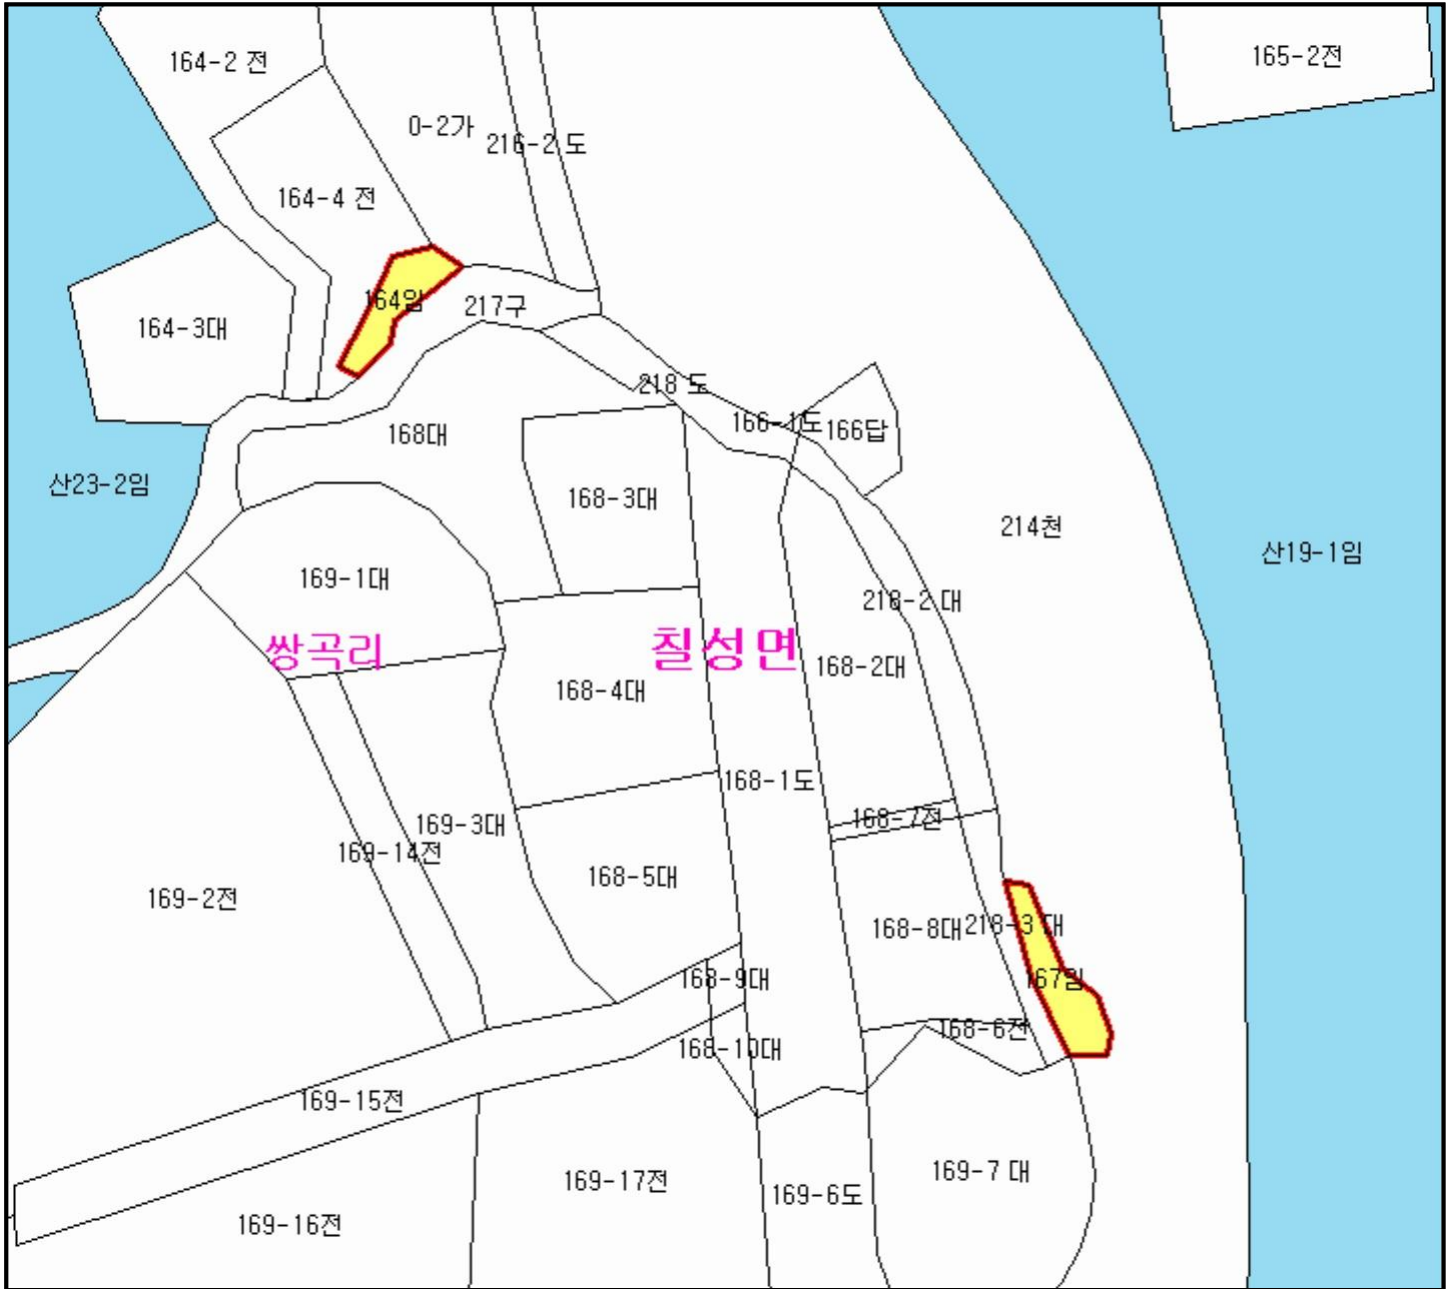 164-2 전
165-2전
0-2가
216-2 도
164-4 전
164임
217구
164-3대
218 도
166-1도
166답
168대
산23-2임
168-3대
214천
산19-1임
169-1대
218-2 대
쌍곡리
칠성면
168-2대
168-4대
168-1도
168-7전
169-3대
169-14전
168-5대
169-2전
168-8대
218-3 대
167임
168-9대
168-6전
168-10대
169-15전
169-17전
169-7 대
169-6도
169-16전